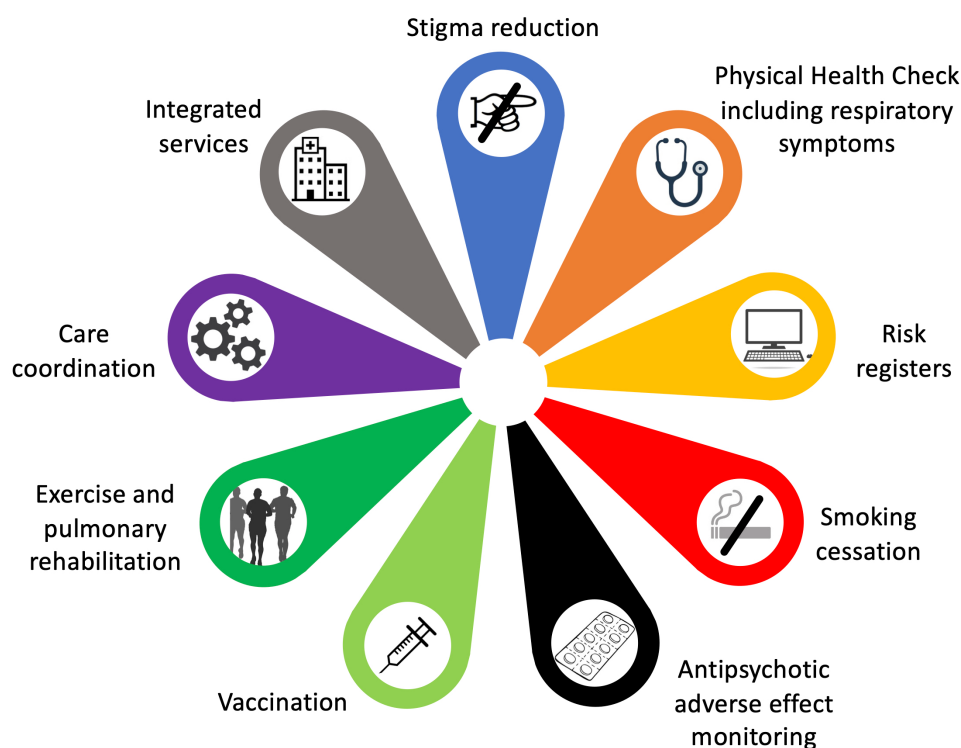 Stigma reduction
Physical Health Check
including respiratory
symptoms
Risk
registers
Smoking
cessation
Antipsychotic
adverse effect
monitoring
Vaccination
Exercise and
pulmonary
rehabilitation
Care
coordination
Integrated
services